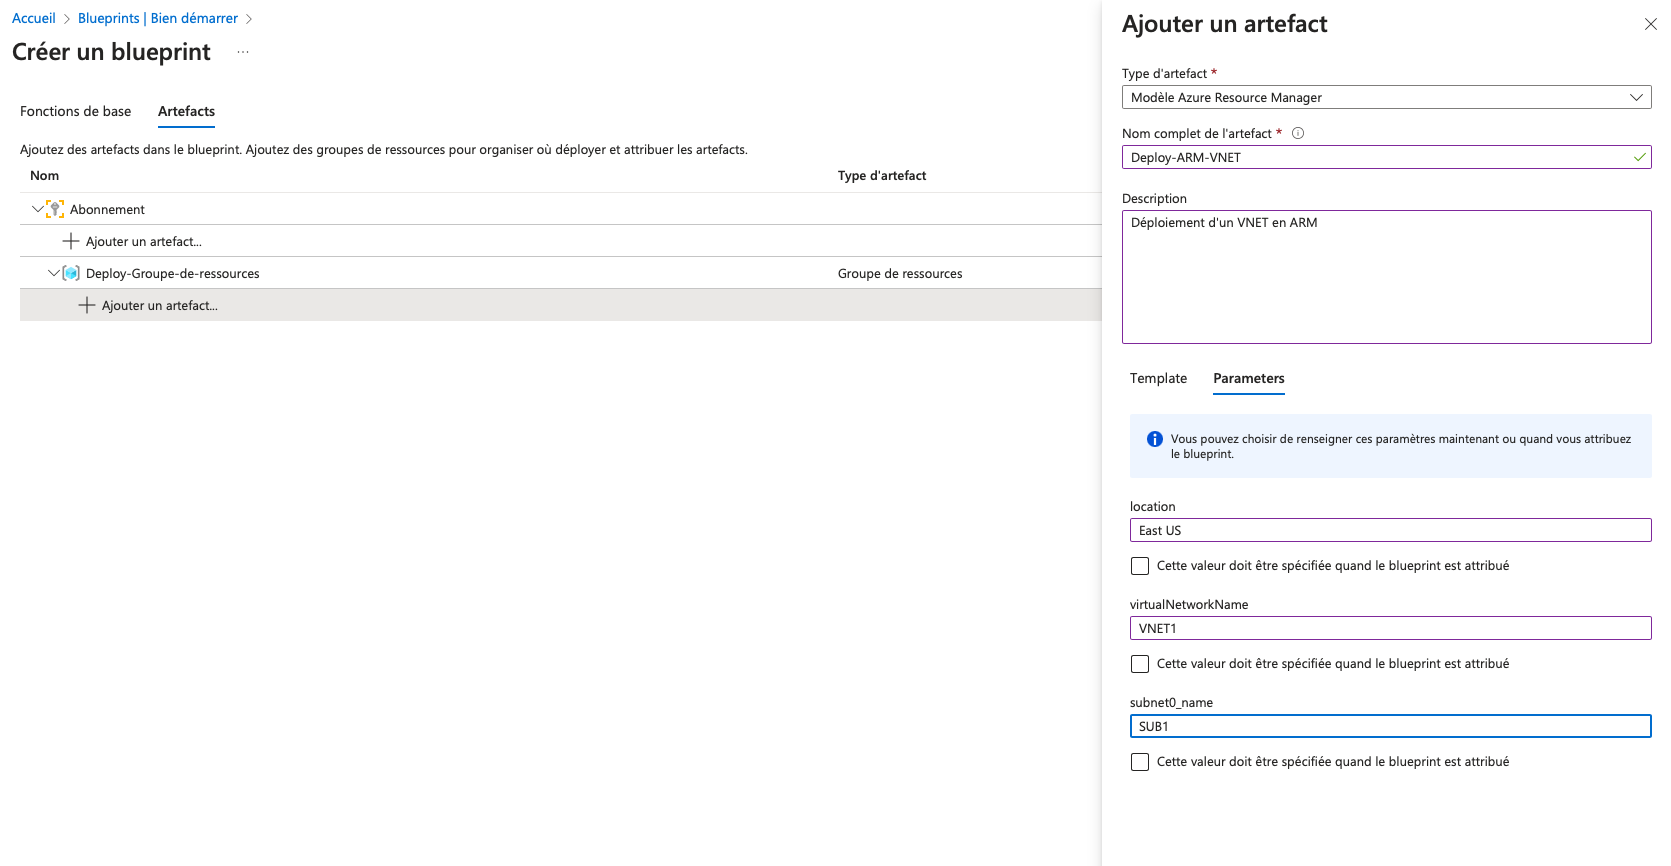 Accueil > Blueprints | Bien démarrer >
Créer un blueprint ...
Fonctions de base Artefacts
Ajoutez des artefacts dans le blueprint. Ajoutez des groupes de ressources pour organiser où déployer et attribuer les artefacts.
Nom Type d'artefact
Abonnement
Ajouter un artefact...
Deploy-Groupe-de-ressources Groupe de ressources
Ajouter un artefact...
Ajouter un artefact
Type d'artefact *
Modèle Azure Resource Manager
Nom complet de l'artefact *
Deploy-ARM-VNET
Description
Déploiement d'un VNET en ARM
Template Parameters
Vous pouvez choisir de renseigner ces paramètres maintenant ou quand vous attribuez
le blueprint.
location
East US
Cette valeur doit être spécifiée quand le blueprint est attribué
virtualNetworkName
VNET1
Cette valeur doit être spécifiée quand le blueprint est attribué
subnet0_name
SUB1
Cette valeur doit être spécifiée quand le blueprint est attribué